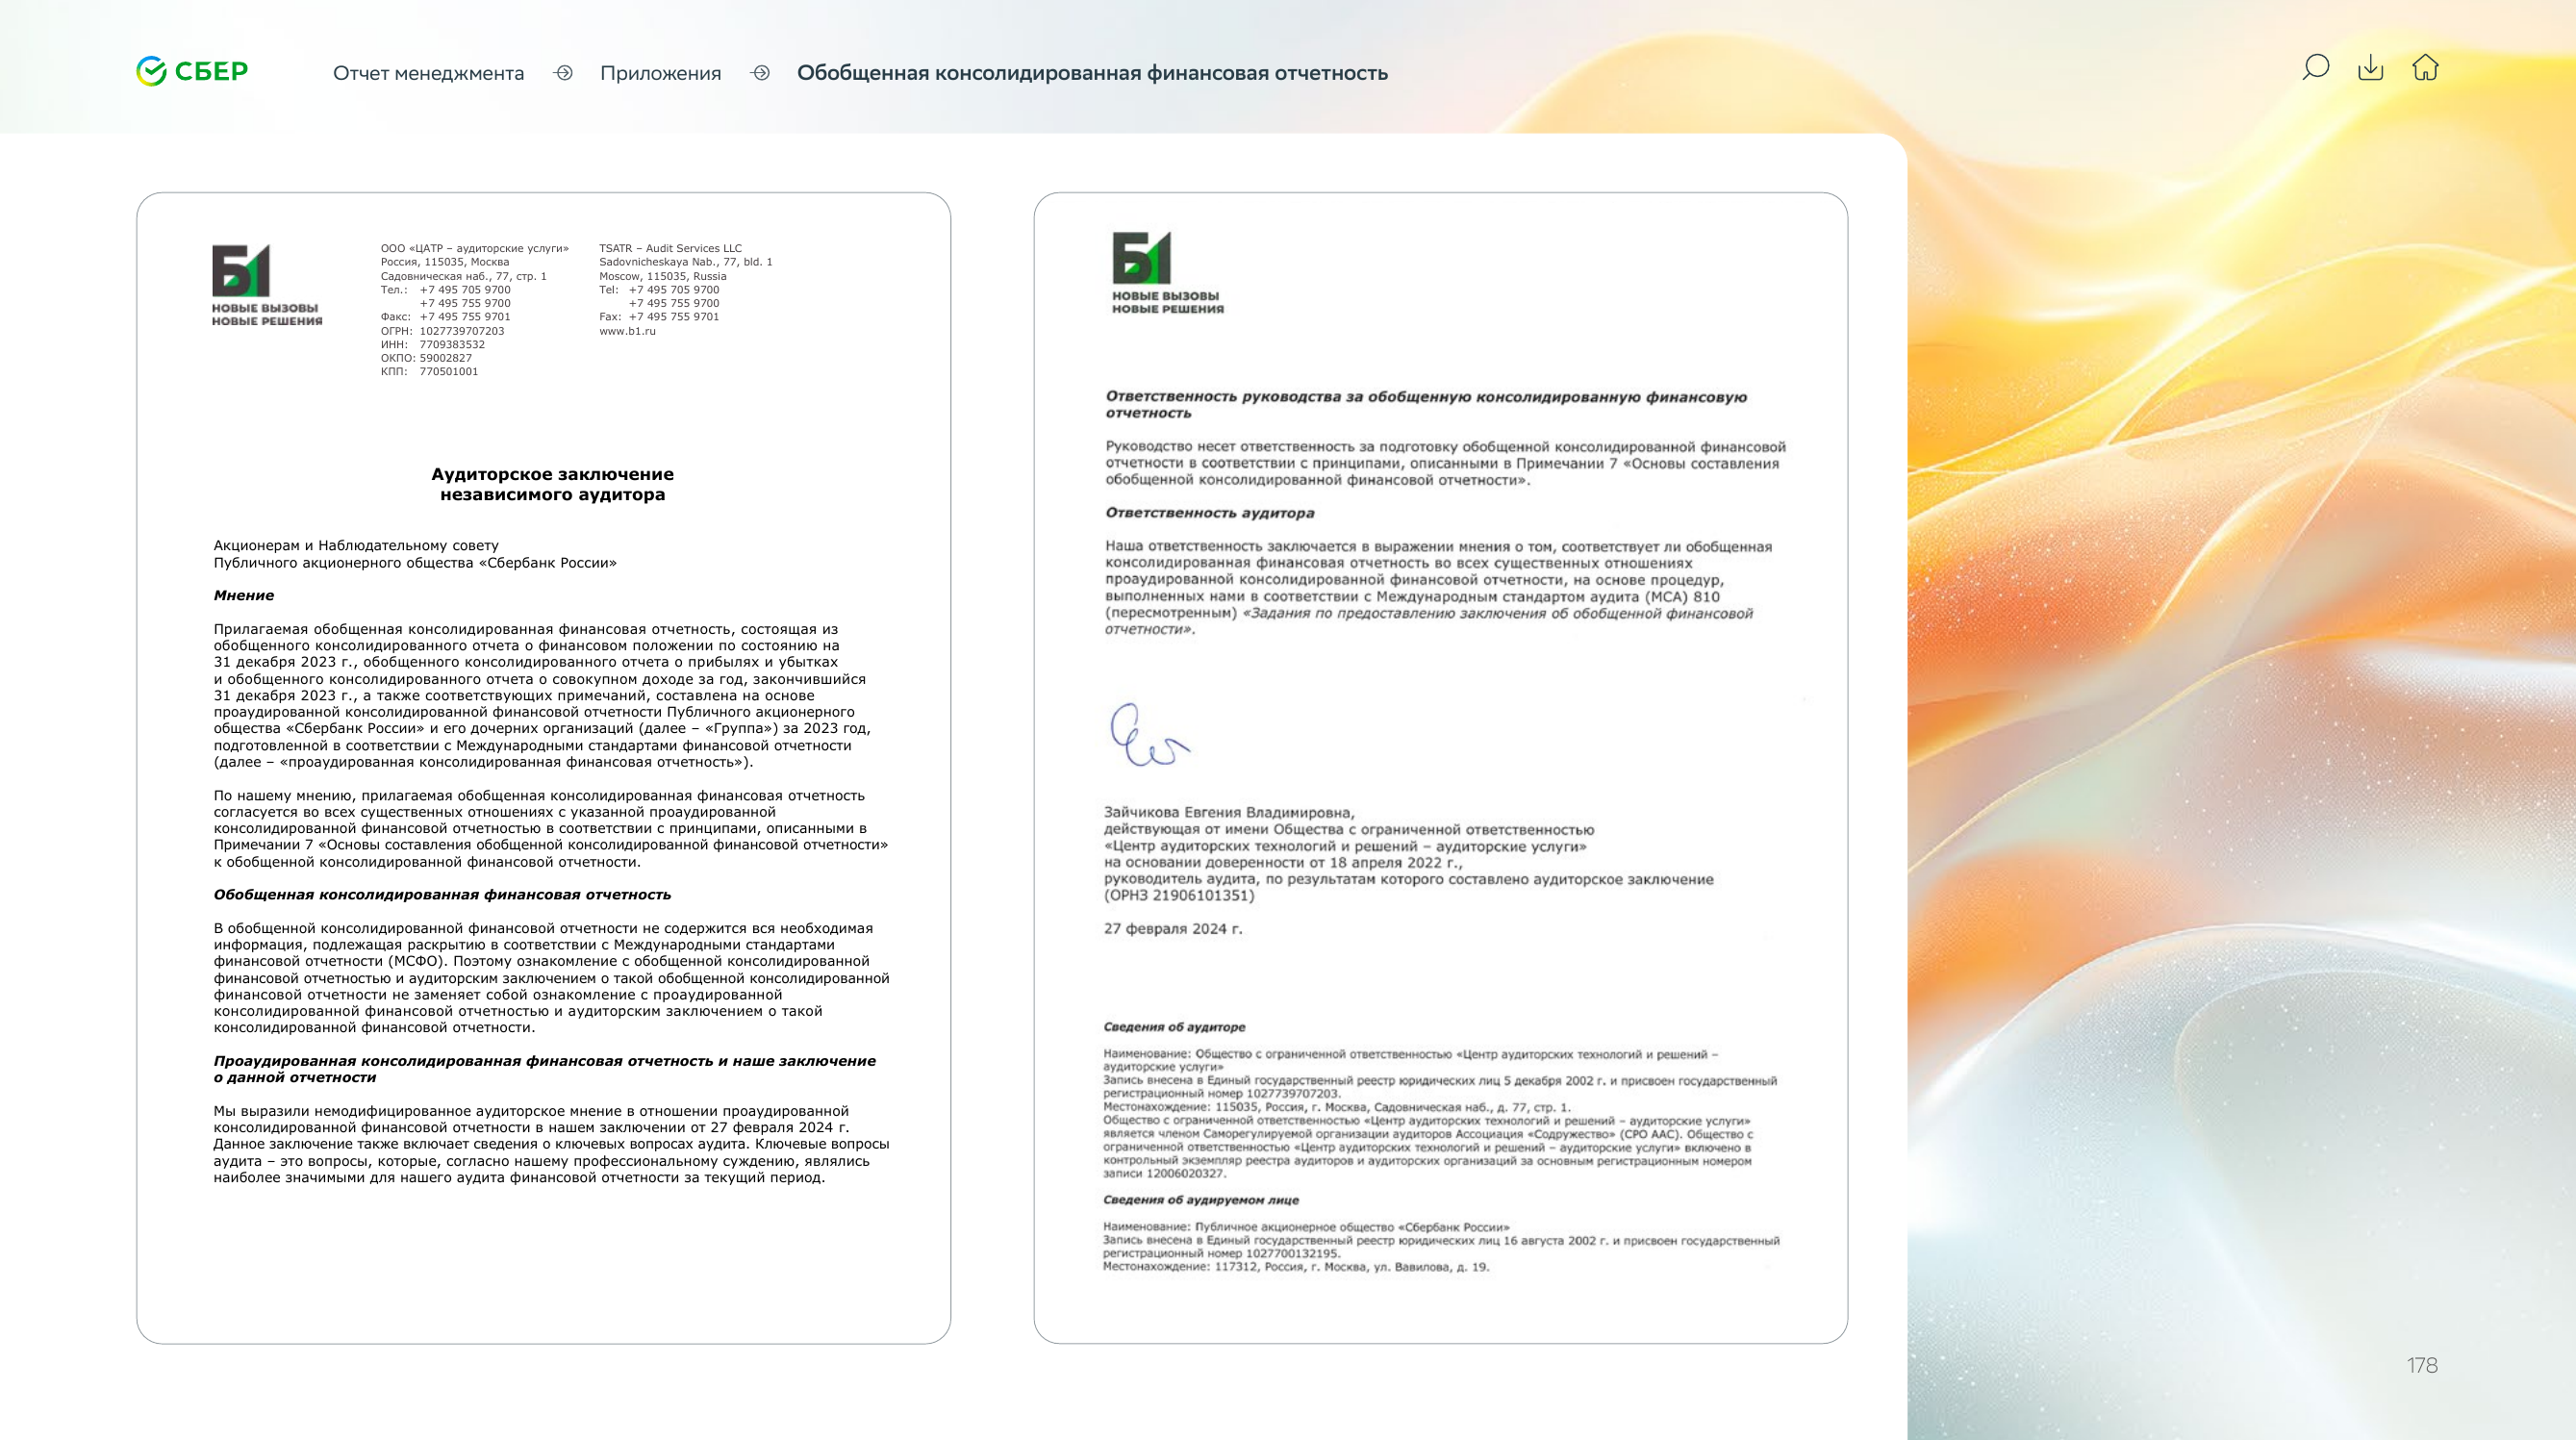 СБЕР
Отчет менеджмента
Приложения
Обобщенная консолидированная финансовая отчетность
Б1
НОВЫЕ ВЫЗОВЫ
НОВЫЕ РЕШЕНИЯ
ООО «ЦАТР – аудиторские услуги»
Россия, 115035, Москва
Садовническая наб., 77, стр. 1
Тел.: +7 495 705 9700
+7 495 755 9700
Факс: +7 495 755 9701
ОГРН: 1027739707203
ИНН: 7709383532
ОКПО: 59002827
КПП: 770501001
TSATR – Audit Services LLC
Sadovnicheskaya Nab., 77, bld. 1
Moscow, 115035, Russia
Tel: +7 495 705 9700
+7 495 755 9700
Fax: +7 495 755 9701
www.b1.ru
Аудиторское заключение
независимого аудитора
Акционерам и Наблюдательному совету
Публичного акционерного общества «Сбербанк России»
Мнение
Прилагаемая обобщенная консолидированная финансовая отчетность, состоящая из
обобщенного консолидированного отчета о финансовом положении по состоянию на
31 декабря 2023 г., обобщенного консолидированного отчета о прибылях и убытках
и обобщенного консолидированного отчета о совокупном доходе за год, закончившийся
31 декабря 2023 г., а также соответствующих примечаний, составлена на основе
проаудированной консолидированной финансовой отчетности Публичного акционерного
общества «Сбербанк России» и его дочерних организаций (далее – «Группа») за 2023 год,
подготовленной в соответствии с Международными стандартами финансовой отчетности
(далее – «проаудированная консолидированная финансовая отчетность»).
По нашему мнению, прилагаемая обобщенная консолидированная финансовая отчетность
согласуется во всех существенных отношениях с указанной проаудированной
консолидированной финансовой отчетностью в соответствии с принципами, описанными в
Примечании 7 «Основы составления обобщенной консолидированной финансовой отчетности»
к обобщенной консолидированной финансовой отчетности.
Обобщенная консолидированная финансовая отчетность
В обобщенной консолидированной финансовой отчетности не содержится вся необходимая
информация, подлежащая раскрытию в соответствии с Международными стандартами
финансовой отчетности (МСФО). Поэтому ознакомление с обобщенной консолидированной
финансовой отчетностью и аудиторским заключением о такой обобщенной консолидированной
финансовой отчетности не заменяет собой ознакомление с проаудированной
консолидированной финансовой отчетностью и аудиторским заключением о такой
консолидированной финансовой отчетности.
Проаудированная консолидированная финансовая отчетность и наше заключение
о данной отчетности
Мы выразили немодифицированное аудиторское мнение в отношении проаудированной
консолидированной финансовой отчетности в нашем заключении от 27 февраля 2024 г.
Данное заключение также включает сведения о ключевых вопросах аудита. Ключевые вопросы
аудита – это вопросы, которые, согласно нашему профессиональному суждению, являлись
наиболее значимыми для нашего аудита финансовой отчетности за текущий период.
Б1
НОВЫЕ ВЫЗОВЫ
НОВЫЕ РЕШЕНИЯ
Ответственность руководства за обобщенную консолидированную финансовую
отчетность
Руководство несет ответственность за подготовку обобщенной консолидированной финансовой
отчетности в соответствии с принципами, описанными в Примечании 7 «Основы составления
обобщенной консолидированной финансовой отчетности».
Ответственность аудитора
Наша ответственность заключается в выражении мнения о том, соответствует ли обобщенная
консолидированная финансовая отчетность во всех существенных отношениях
проаудированной консолидированной финансовой отчетности, на основе процедур,
выполненных нами в соответствии с Международным стандартом аудита (МСА) 810
(пересмотренным) «Задания по предоставлению заключения об обобщенной финансовой
отчетности».
Зайчикова Евгения Владимировна,
действующая от имени Общества с ограниченной ответственностью
«Центр аудиторских технологий и решений – аудиторские услуги»
на основании доверенности от 18 апреля 2022 г.,
руководитель аудита, по результатам которого составлено аудиторское заключение
(ОРНЗ 21906101351)
27 февраля 2024 г.
Сведения об аудиторе
Наименование: Общество с ограниченной ответственностью «Центр аудиторских технологий и решений –
аудиторские услуги»
Запись внесена в Единый государственный реестр юридических лиц 5 декабря 2002 г. и присвоен государственный
регистрационный номер 1027739707203.
Местонахождение: 115035, Россия, г. Москва, Садовническая наб., д. 77, стр. 1.
Общество с ограниченной ответственностью «Центр аудиторских технологий и решений – аудиторские услуги»
является членом Саморегулируемой организации аудиторов Ассоциация «Содружество» (СРО ААС). Общество с
ограниченной ответственностью «Центр аудиторских технологий и решений – аудиторские услуги» включено в
контрольный экземпляр реестра аудиторов и аудиторских организаций за основным регистрационным номером
записи 12006020327.
Сведения об аудируемом лице
Наименование: Публичное акционерное общество «Сбербанк России»
Запись внесена в Единый государственный реестр юридических лиц 16 августа 2002 г. и присвоен государственный
регистрационный номер 1027700132195.
Местонахождение: 117312, Россия, г. Москва, ул. Вавилова, д. 19.
178